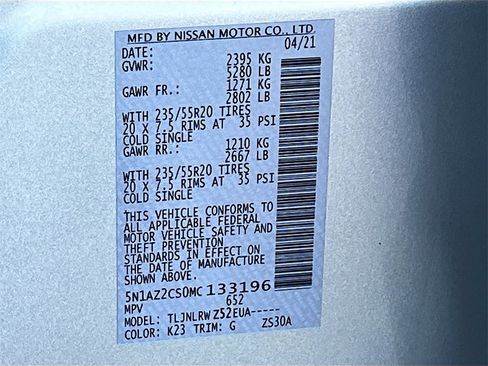 MFD BY NISSAN MOTOR CO., LTD.
DATE: 04/21
GVWR: 2395 KG
5280 LB
GAWR FR.: 1271 KG
2802 LB
WITH 235/55R20 TIRES
20 X 7.5 RIMS AT 35 PSI
COLD SINGLE
GAWR RR.: 1210 KG
2667 LB
WITH 235/55R20 TIRES
20 X 7.5 RIMS AT 35 PSI
COLD SINGLE
THIS VEHICLE CONFORMS TO
ALL APPLICABLE FEDERAL
MOTOR VEHICLE SAFETY AND
THEFT PREVENTION
STANDARDS IN EFFECT ON
THE DATE OF MANUFACTURE
SHOWN ABOVE.
5N1AZ2CS0MC133196
MPV 652
MODEL: TLJNLRWZ52EUA-----
COLOR: K23 TRIM: G ZS30A